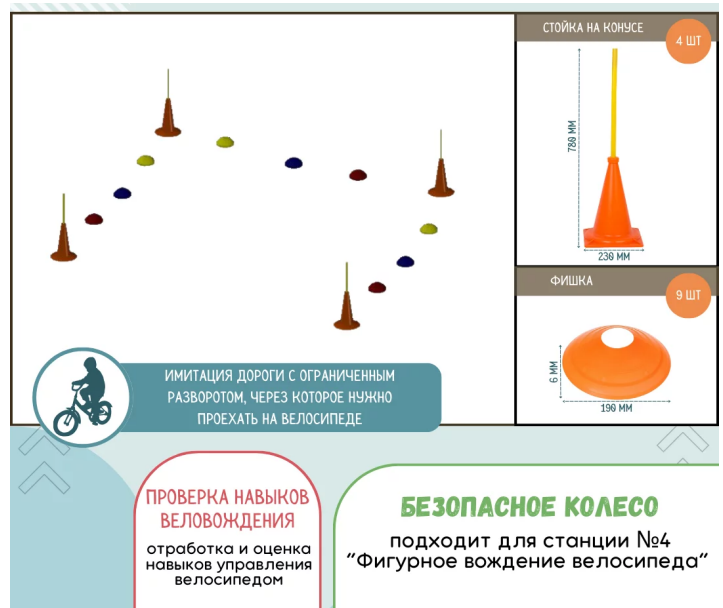 СТОЙКА НА КОНУСЕ
4 ШТ
780 ММ
230 ММ
ФИШКА
9 ШТ
6 ММ
190 ММ
ИМИТАЦИЯ ДОРОГИ С ОГРАНИЧЕННЫМ
РАЗВОРОТОМ, ЧЕРЕЗ КОТОРОЕ НУЖНО
ПРОЕХАТЬ НА ВЕЛОСИПЕДЕ
ПРОВЕРКА НАВЫКОВ
ВЕЛОВОЖДЕНИЯ
отработка и оценка
навыков управления
велосипедом
БЕЗОПАСНОЕ КОЛЕСО
подходит для станции №4
"Фигурное вождение велосипеда"